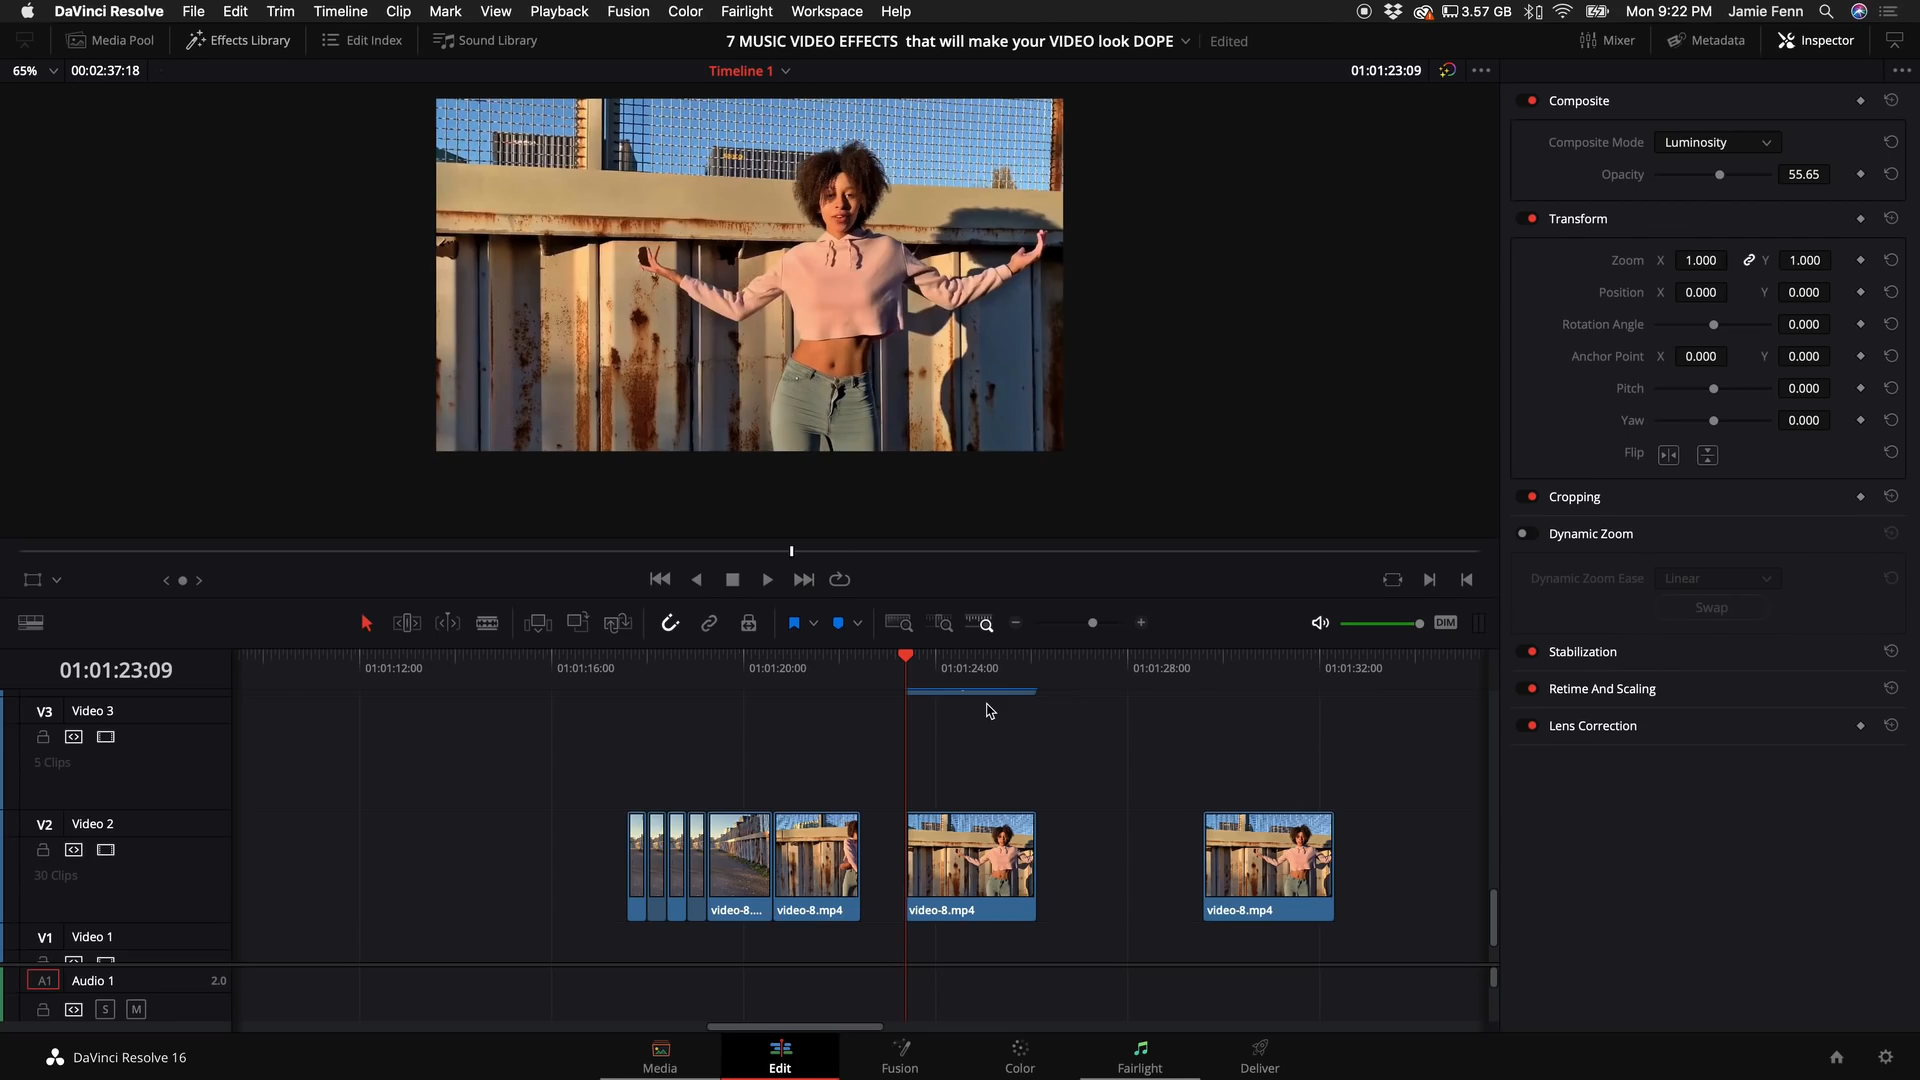 DaVinci Resolve File Edit Trim Timeline Clip Mark View Playback Fusion Color Fairlight Workspace Help 3.57 GB Mon 9:22 PM Jamie Fenn
Media Pool Effects Library Edit Index Sound Library 7 MUSIC VIDEO EFFECTS that will make your VIDEO look DOPE Edited Mixer Metadata Inspector
65% 00:02:37:18 Timeline 1 01:01:23:09
Composite
Composite Mode Luminosity
Opacity 55.65
Transform
Zoom X 1.000 Y 1.000
Position X 0.000 Y 0.000
Rotation Angle 0.000
Anchor Point X 0.000 Y 0.000
Pitch 0.000
Yaw 0.000
Flip
Cropping
Dynamic Zoom
Dynamic Zoom Ease Linear
Swap
DIM
Stabilization
Retime And Scaling
Lens Correction
01:01:23:09 01:01:12:00 01:01:16:00 01:01:20:00 01:01:24:00 01:01:28:00 01:01:32:00
V3 Video 3
5 Clips
V2 Video 2
30 Clips
video-8.... video-8.mp4 video-8.mp4 video-8.mp4
V1 Video 1
A1 Audio 1 2.0
S M
DaVinci Resolve 16 Media Edit Fusion Color Fairlight Deliver